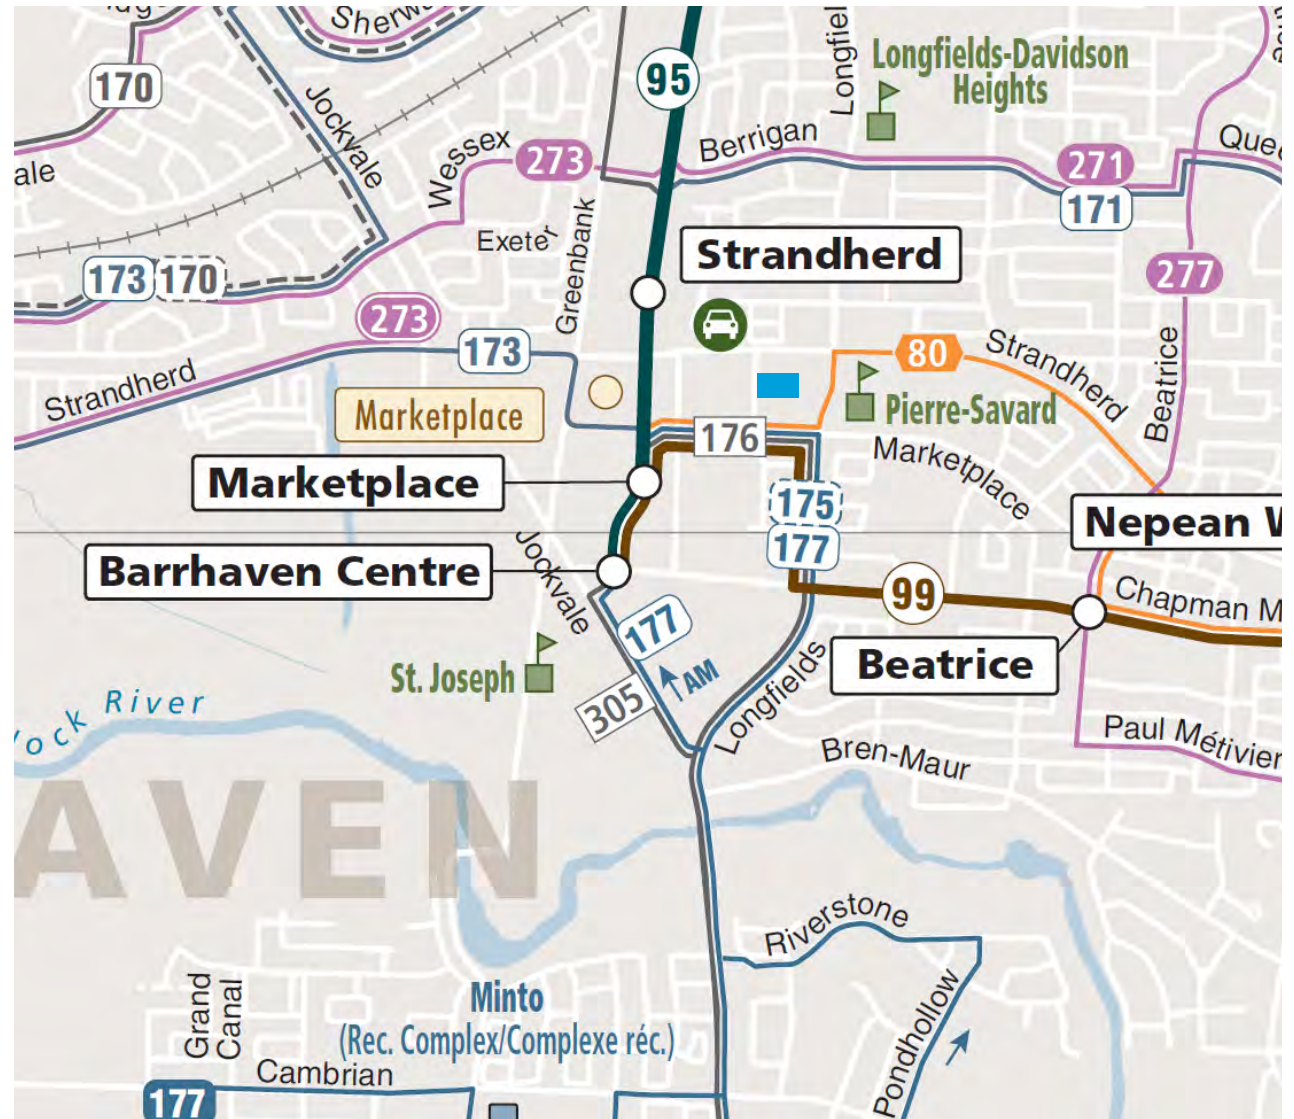 170
Jockvale
95
Longfields-Davidson
Heights
Berrigan
Wessex
273
271
171
ale
Exeter
Greenbank
Strandherd
173
170
277
273
173
80
Strandherd
Beatrice
Strandherd
Marketplace
Pierre-Savard
176
Marketplace
Marketplace
175
177
Nepean W
Barrhaven Centre
Jockvale
99
Chapman M
177
Beatrice
St. Joseph
AM
305
Longfields
ock River
Paul Métivier
Bren-Maur
AVEN
Riverstone
Grand
Canal
Minto
(Rec. Complex/Complexe réc.)
Pondhollow
Cambrian
177